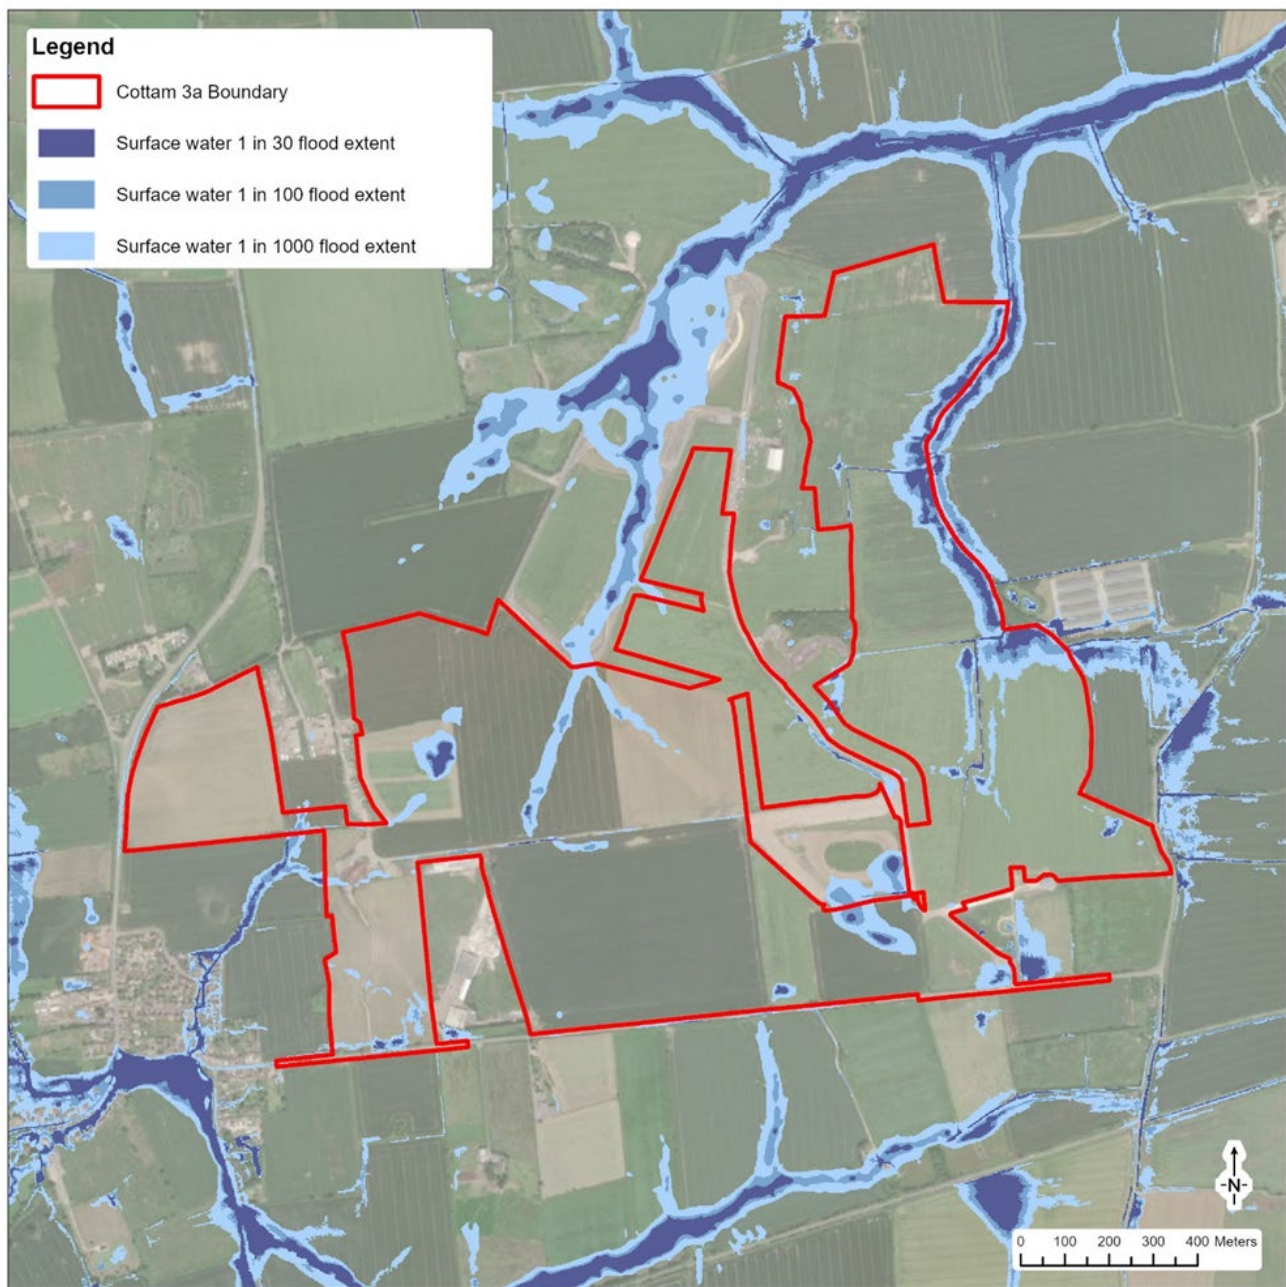 Legend
Cottam 3a Boundary
Surface water 1 in 30 flood extent
Surface water 1 in 100 flood extent
Surface water 1 in 1000 flood extent
-N-
0 100 200 300 400 Meters